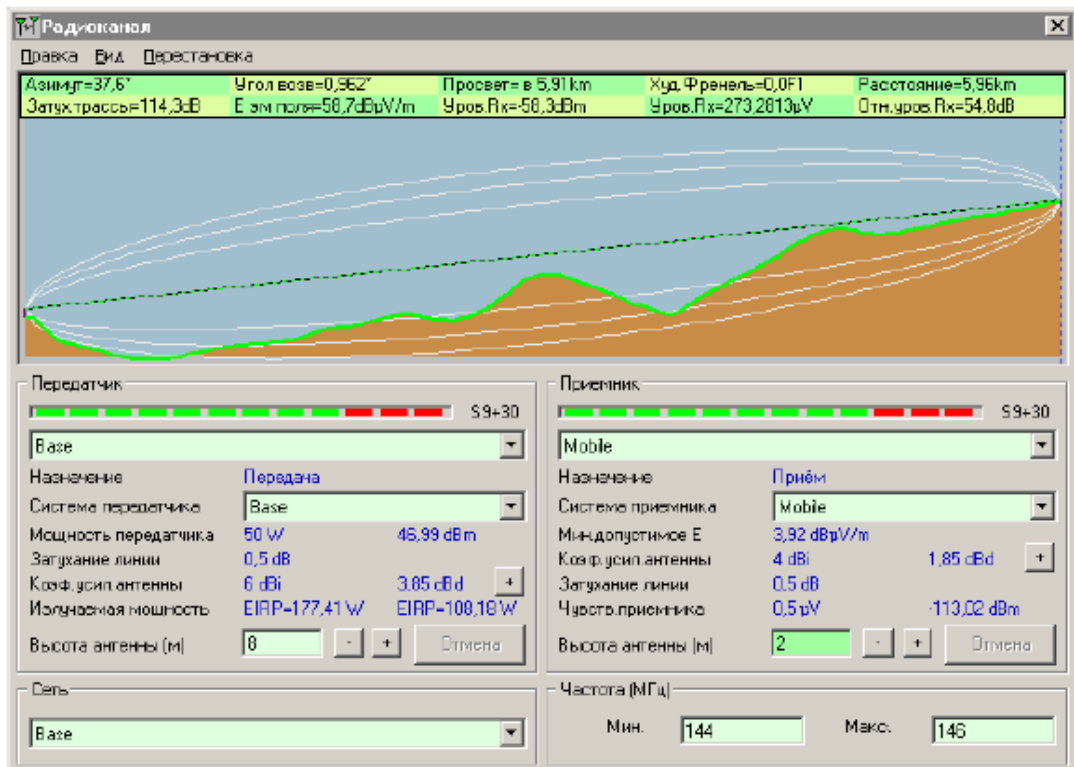 Радиоканал
Правка Вид Перестановка
Азимут=37,6° Угол возв=0,962° Просвет= в 5,91km Худ.Френель=0,0F1 Расстояние=5,96km
Затух.трассы=114,3dB E эм поля=58,7dBµV/m Уров.Rx=-58,3dBm Уров.Rx=273,2813µV Отн.уров.Rx=54,8dB
Передатчик Приемник
S9+30 S9+30
Base Mobile
Назначение Передача Назначение Приём
Система передатчика Base Система приемника Mobile
Мощность передатчика 50 W 46,99 dBm Мин.допустимое E 3,92 dBµV/m
Затухание линии 0,5 dB Коэф.усил.антенны 4 dBi 1,85 dBd +
Коэф.усил антенны 6 dBi 3,85 dBd + Затухание линии 0,5 dB
Излучаемая мощность EIRP=177,41 W EIRP=108,18 W Чувств.приемника 0,5 µV -113,02 dBm
Высота антенны (м) 8 - + Отмена Высота антенны (м) 2 - + Отмена
Сеть Частота (МГц)
Base Мин. 144 Макс. 146